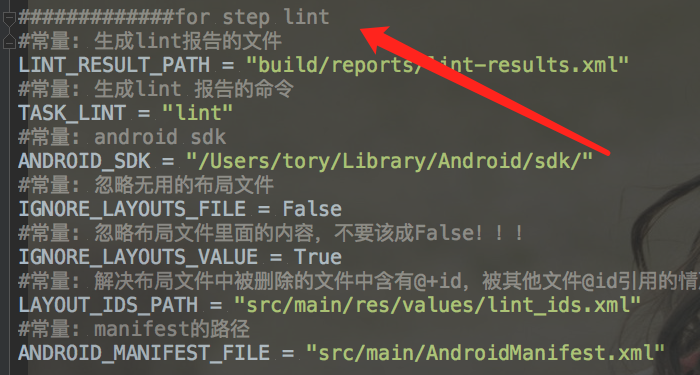 #############for step lint
#常量: 生成lint报告的文件
LINT_RESULT_PATH = "build/reports/lint-results.xml"
#常量: 生成lint 报告的命令
TASK_LINT = "lint"
#常量: android sdk
ANDROID_SDK = "/Users/tory/Library/Android/sdk/"
#常量: 忽略无用的布局文件
IGNORE_LAYOUTS_FILE = False
#常量: 忽略布局文件里面的内容，不要该成False!!!
IGNORE_LAYOUTS_VALUE = True
#常量: 解决布局文件中被删除的文件中含有@+id，被其他文件@id引用的情
LAYOUT_IDS_PATH = "src/main/res/values/lint_ids.xml"
#常量: manifest的路径
ANDROID_MANIFEST_FILE = "src/main/AndroidManifest.xml"